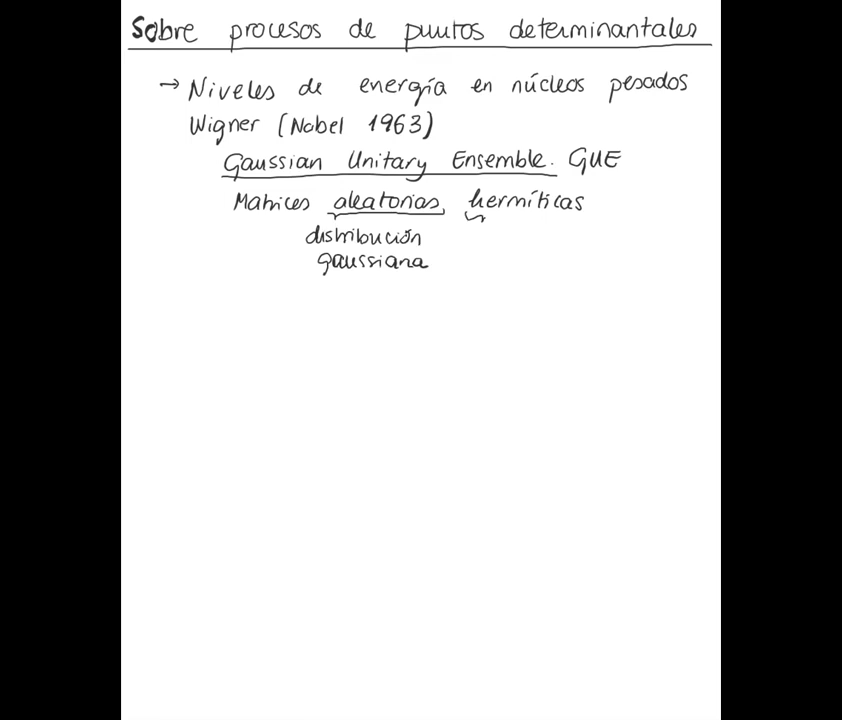 Sobre procesos de puntos determinantales
→ Niveles de energía en núcleos pesados
Wigner (Nobel 1963)
Gaussian Unitary Ensemble. GUE
Matrices aleatorias, hermíticas
distribución
gaussiana